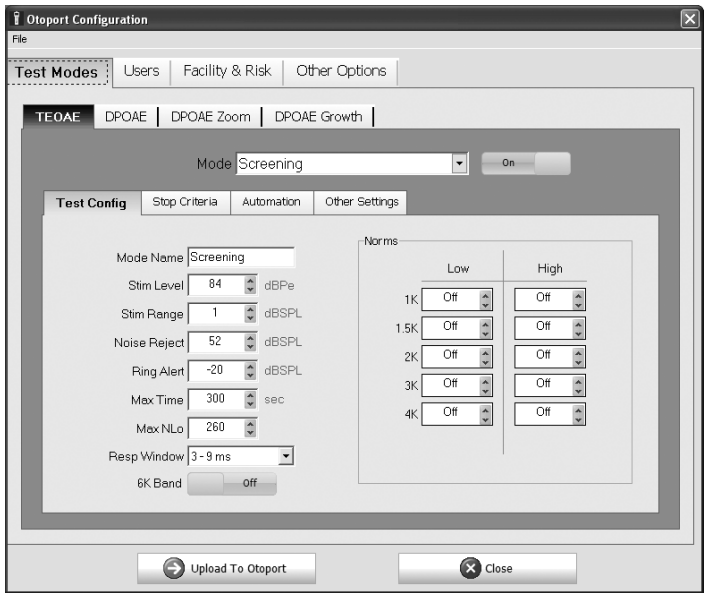 Otoport Configuration
File
Test Modes Users Facility & Risk Other Options
TEOAE DPOAE DPOAE Zoom DPOAE Growth
Mode Screening On
Test Config Stop Criteria Automation Other Settings
Mode Name Screening
Stim Level 84 dBPe
Stim Range 1 dBSPL
Noise Reject 52 dBSPL
Ring Alert -20 dBSPL
Max Time 300 sec
Max NLo 260
Resp Window 3 - 9 ms
6K Band Off
Norms
Low High
1K Off Off
1.5K Off Off
2K Off Off
3K Off Off
4K Off Off
Upload To Otoport Close